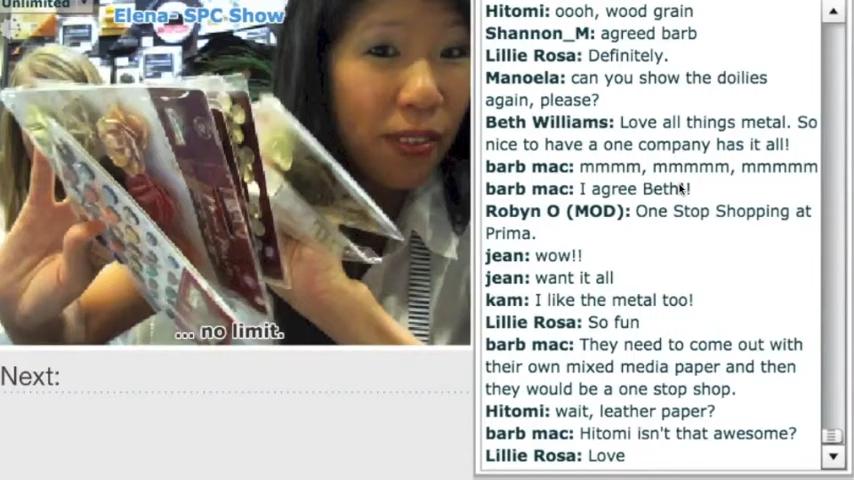 Unlimited
Elena- SPC Show
... no limit.
Next:
Hitomi: oooh, wood grain
Shannon_M: agreed barb
Lillie Rosa: Definitely.
Manoela: can you show the doilies
again, please?
Beth Williams: Love all things metal. So
nice to have a one company has it all!
barb mac: mmmm, mmmmm, mmmmm
barb mac: I agree Beth!
Robyn O (MOD): One Stop Shopping at
Prima.
jean: wow!!
jean: want it all
kam: I like the metal too!
Lillie Rosa: So fun
barb mac: They need to come out with
their own mixed media paper and then
they would be a one stop shop.
Hitomi: wait, leather paper?
barb mac: Hitomi isn't that awesome?
Lillie Rosa: Love